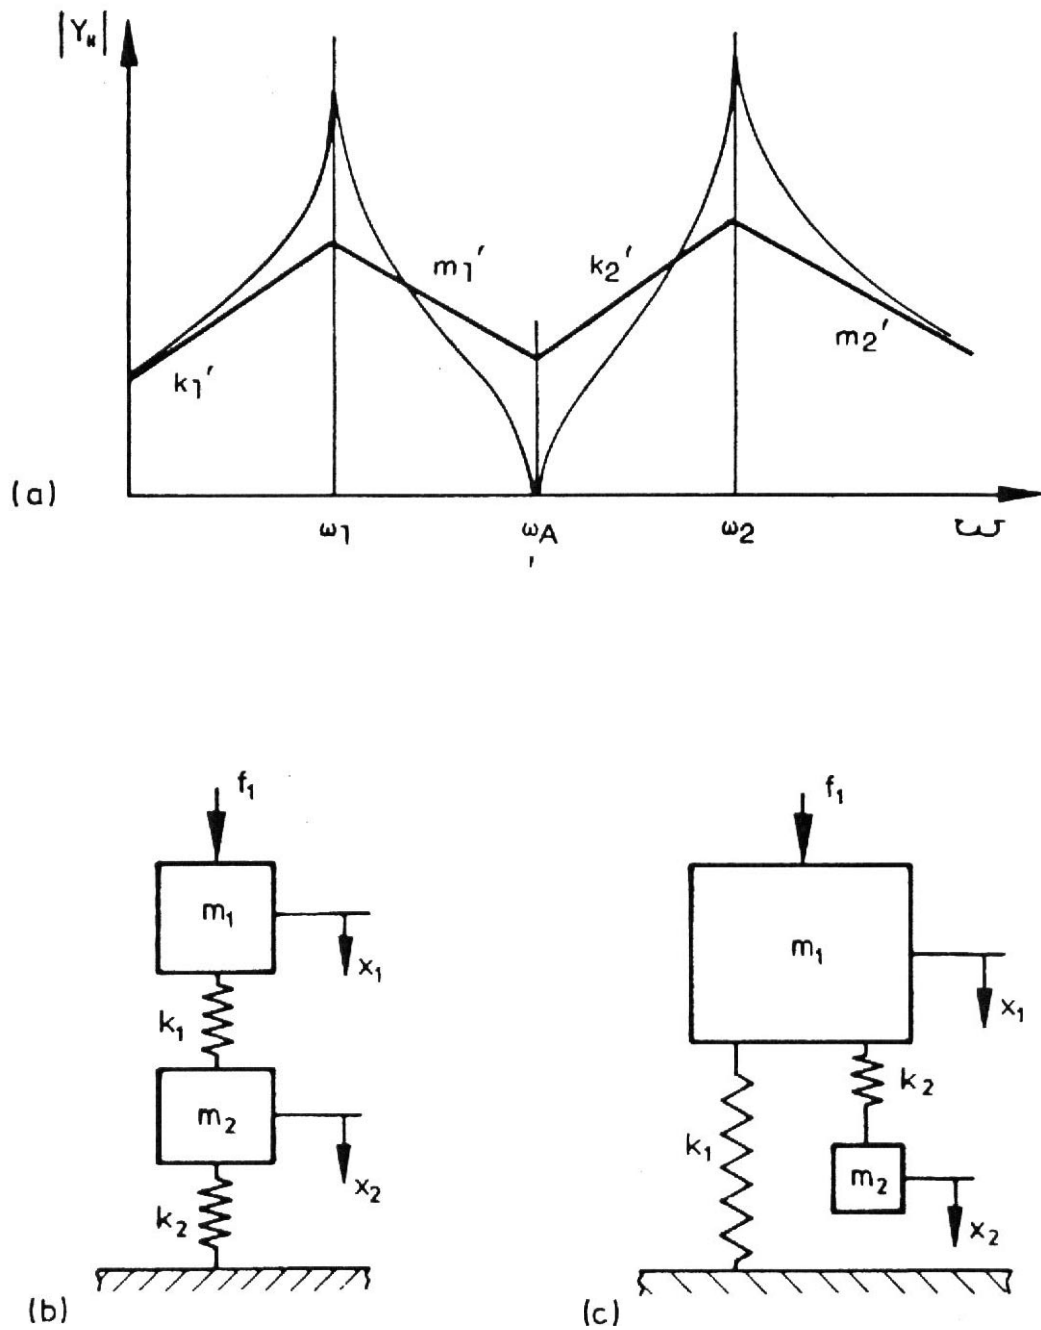 |Y₁₁|
m₁'
k₂'
k₁'
m₂'
(a)
ω₁
ω_A
'
ω₂
ω
f₁
f₁
m₁
m₁
x₁
x₁
k₁
k₂
m₂
k₁
m₂
x₂
k₂
x₂
(b)
(c)